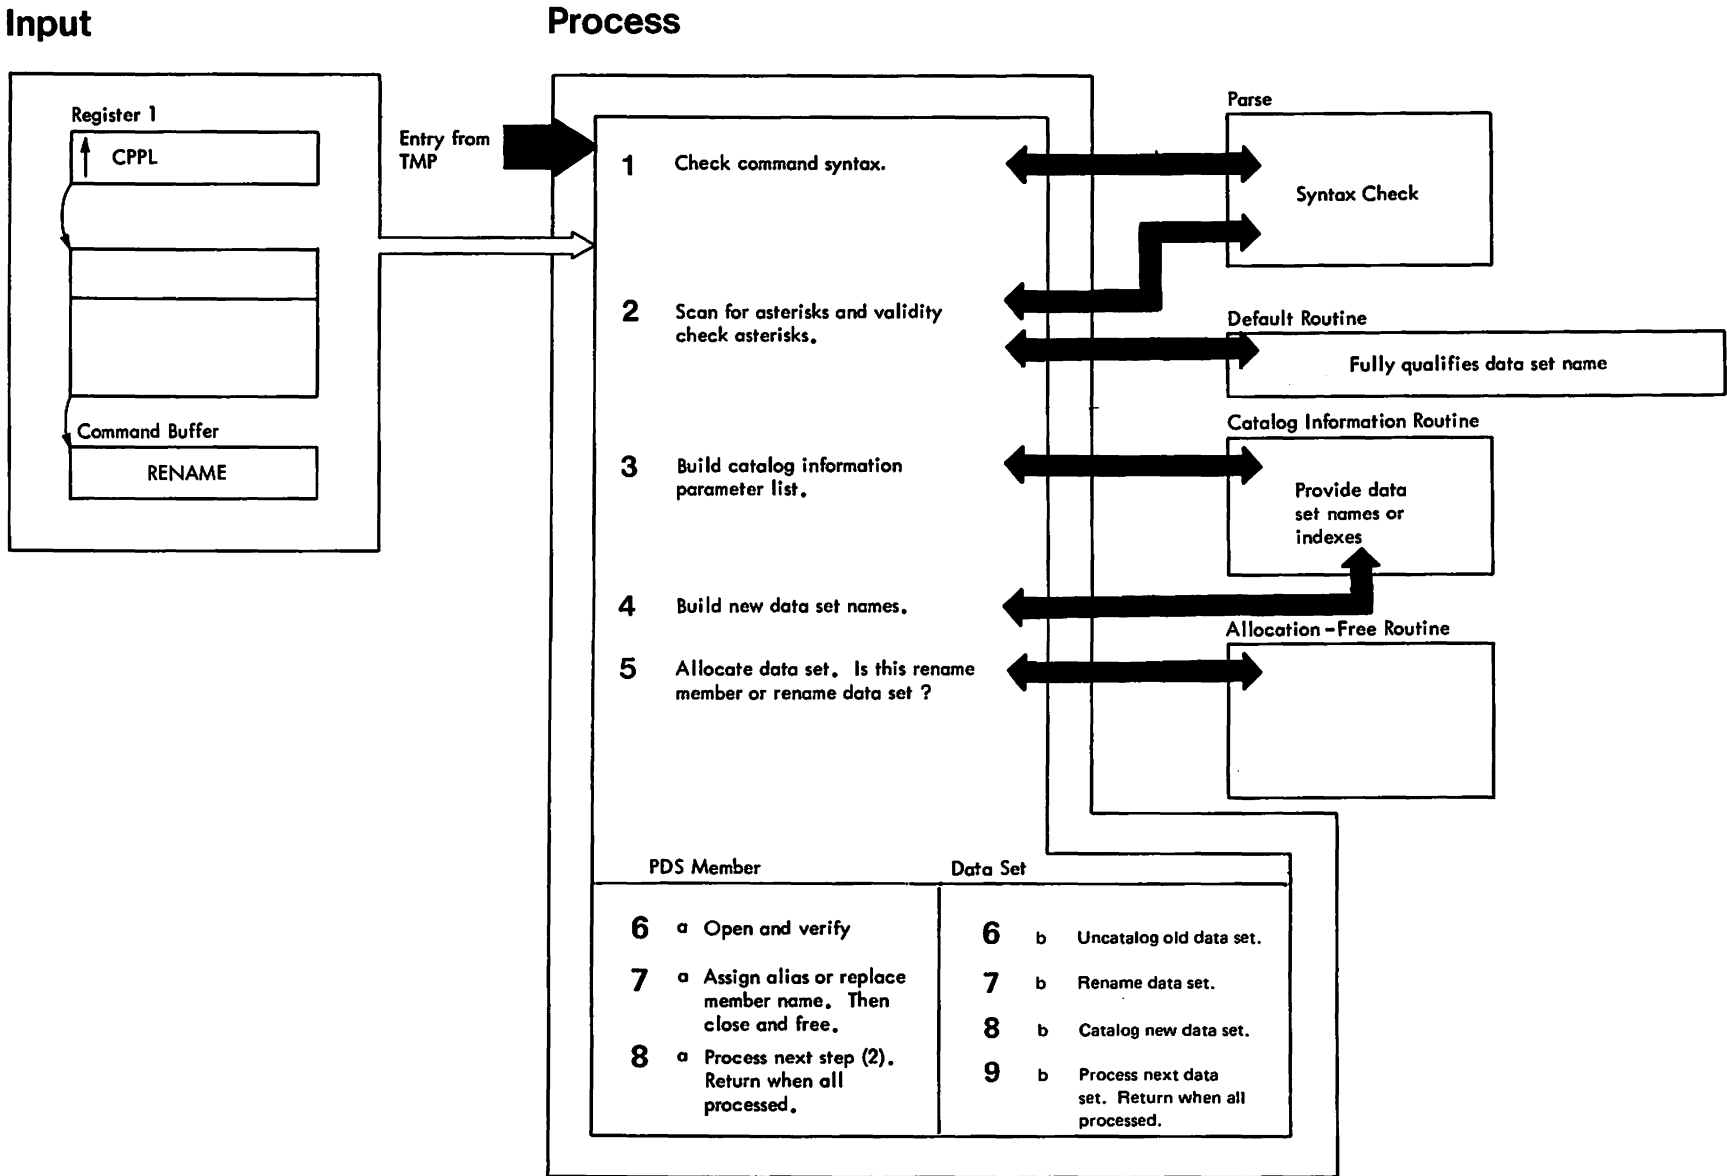 Input
Process
Register 1
CPPL
Command Buffer
RENAME
Entry from
TMP
1 Check command syntax.
2 Scan for asterisks and validity
check asterisks.
3 Build catalog information
parameter list.
4 Build new data set names.
5 Allocate data set. Is this rename
member or rename data set ?
Parse
Syntax Check
Default Routine
Fully qualifies data set name
Catalog Information Routine
Provide data
set names or
indexes
Allocation-Free Routine
PDS Member
6 a Open and verify
7 a Assign alias or replace
member name. Then
close and free.
8 a Process next step (2).
Return when all
processed.
Data Set
6 b Uncatalog old data set.
7 b Rename data set.
8 b Catalog new data set.
9 b Process next data
set. Return when all
processed.